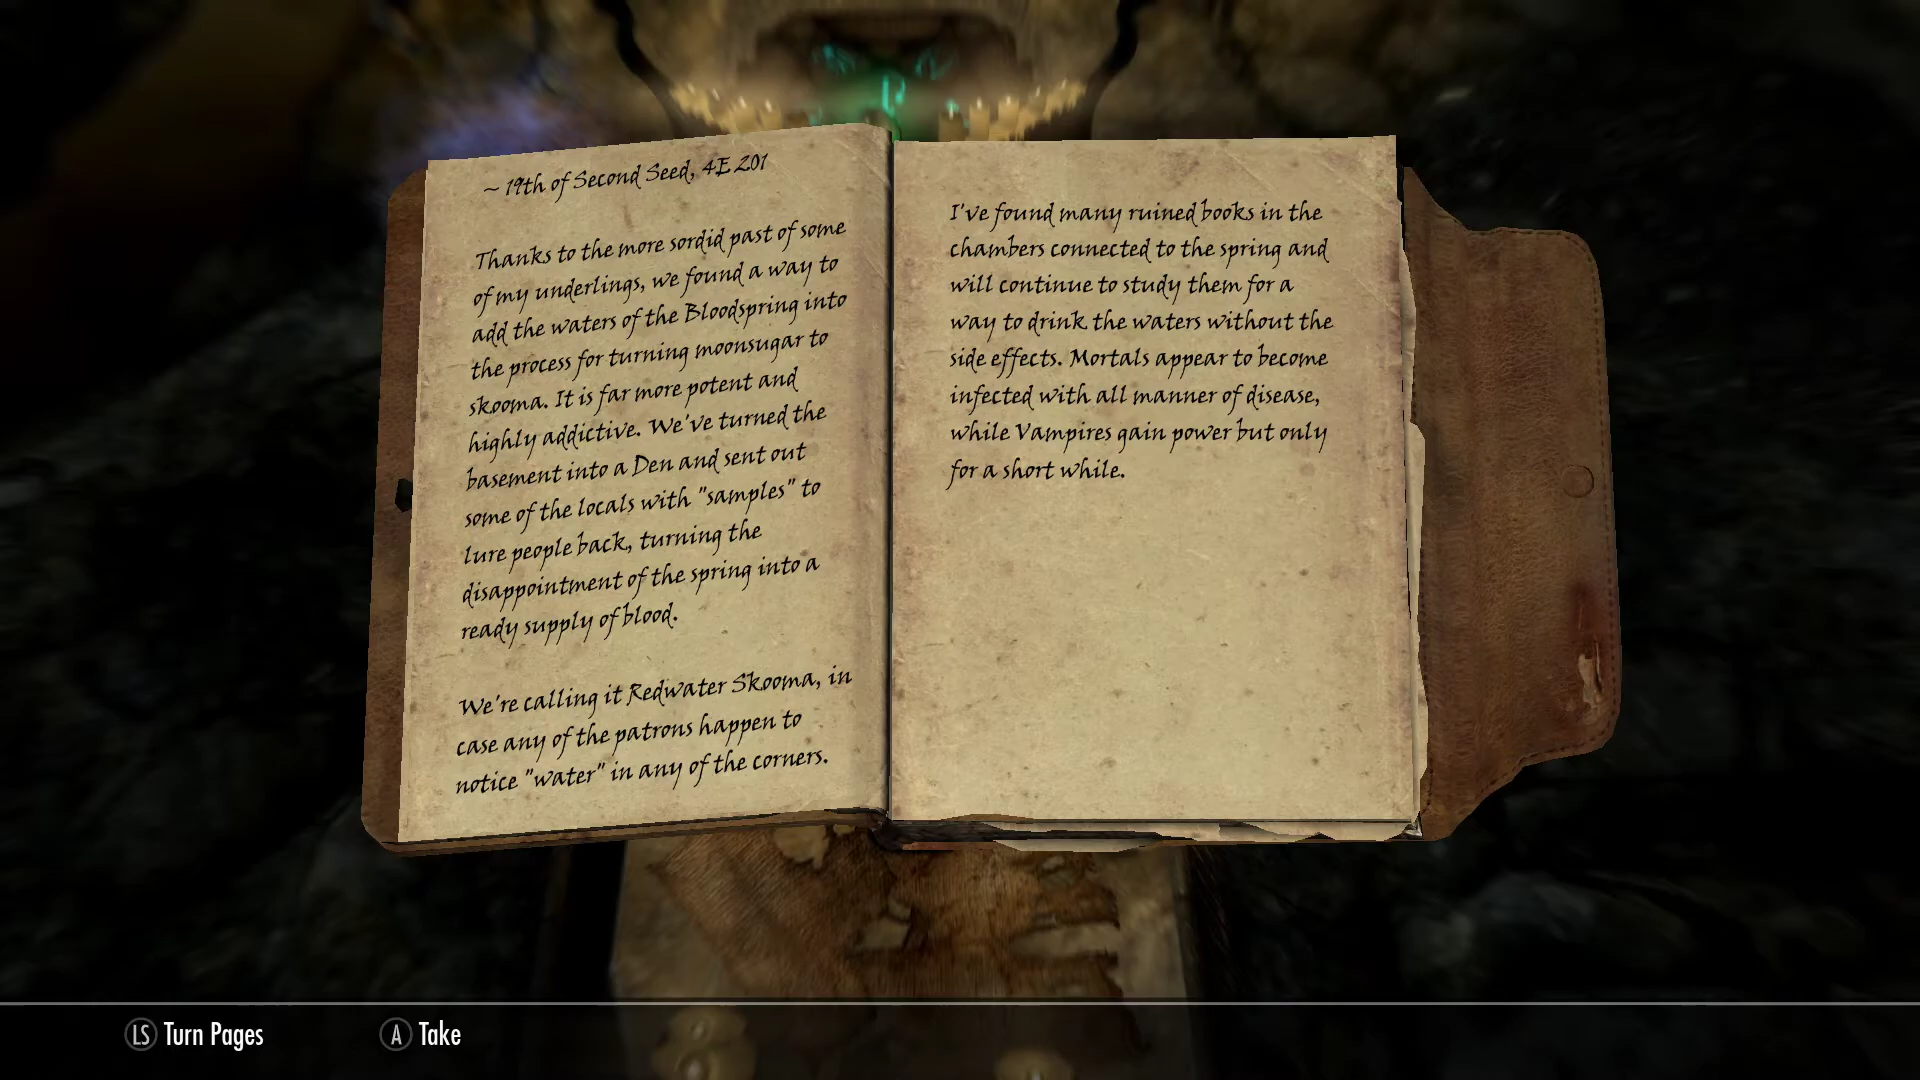 ~ 19th of Second Seed, 4E 201
Thanks to the more sordid past of some
of my underlings, we found a way to
add the waters of the Bloodspring into
the process for turning moonsugar to
skooma. It is far more potent and
highly addictive. We've turned the
basement into a Den and sent out
some of the locals with "samples" to
lure people back, turning the
disappointment of the spring into a
ready supply of blood.
We're calling it Redwater Skooma, in
case any of the patrons happen to
notice "water" in any of the corners.
I've found many ruined books in the
chambers connected to the spring and
will continue to study them for a
way to drink the waters without the
side effects. Mortals appear to become
infected with all manner of disease,
while Vampires gain power but only
for a short while.
LS Turn Pages
A Take